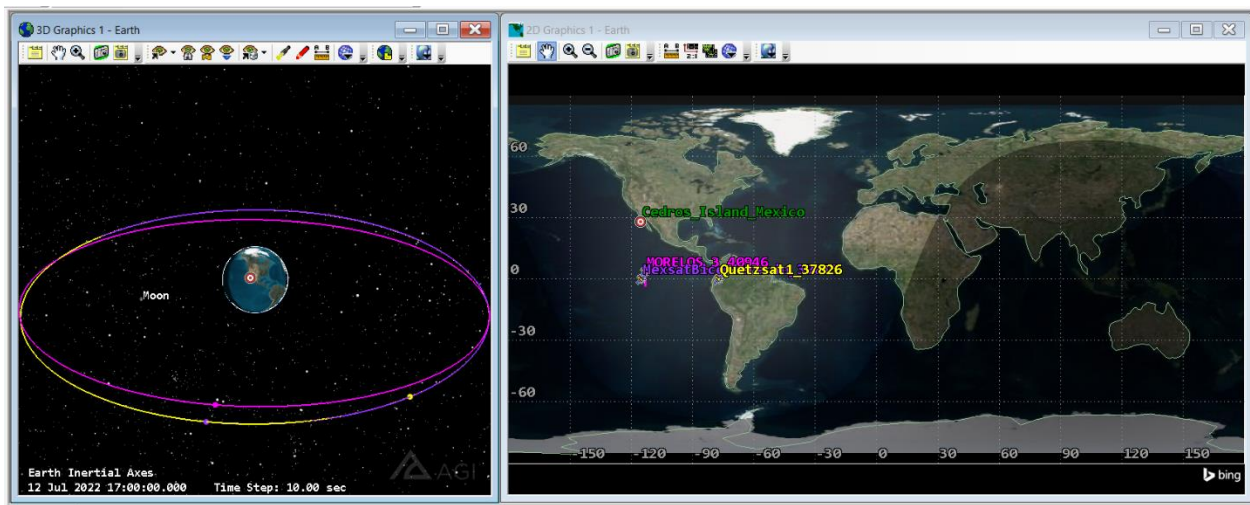 3D Graphics 1 - Earth
Moon
Earth Inertial Axes
12 Jul 2022 17:00:00.000 Time Step: 10.00 sec
AGI
2D Graphics 1 - Earth
60
Cedros_Island_Mexico
30
MORELOS_3_40946
0
Quetzsat1_37826
-30
-60
-150 -120 -90 -60 -30 0 30 60 90 120 150
bing